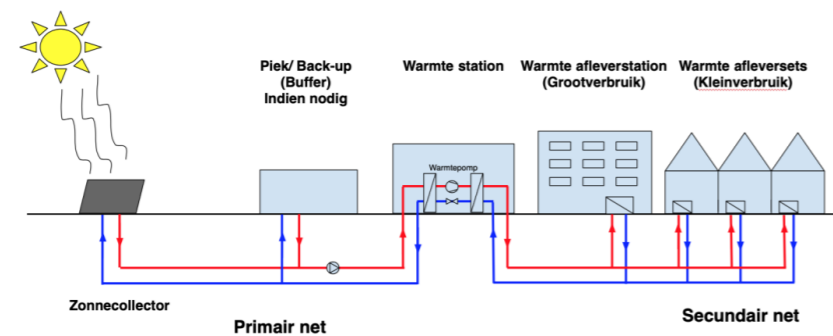 Piek/ Back-up
(Buffer)
Indien nodig
Warmte station
Warmte afleverstation
(Grootverbruik)
Warmte afleversets
(Kleinverbruik)
Warmtepomp
Zonnecollector
Primair net
Secundair net